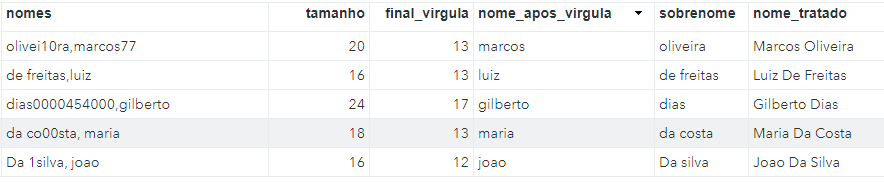 nomes tamanho final_virgula nome_apos_virgula sobrenome nome_tratado
olivei10ra,marcos77 20 13 marcos oliveira Marcos Oliveira
de freitas,luiz 16 13 luiz de freitas Luiz De Freitas
dias0000454000,gilberto 24 17 gilberto dias Gilberto Dias
da co00sta, maria 18 13 maria da costa Maria Da Costa
Da 1silva, joao 16 12 joao Da silva Joao Da Silva